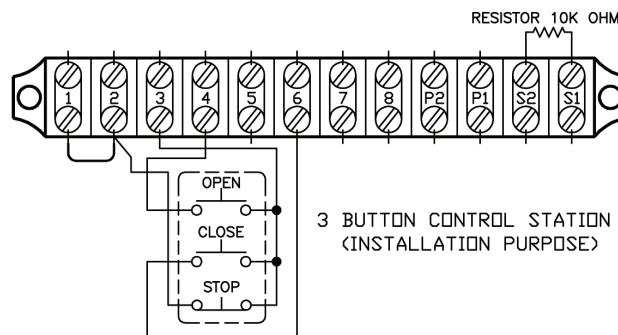 RESISTOR 10K OHM
1 2 3 4 5 6 7 8 P2 P1 S2 S1
OPEN
CLOSE
STOP
3 BUTTON CONTROL STATION
(INSTALLATION PURPOSE)